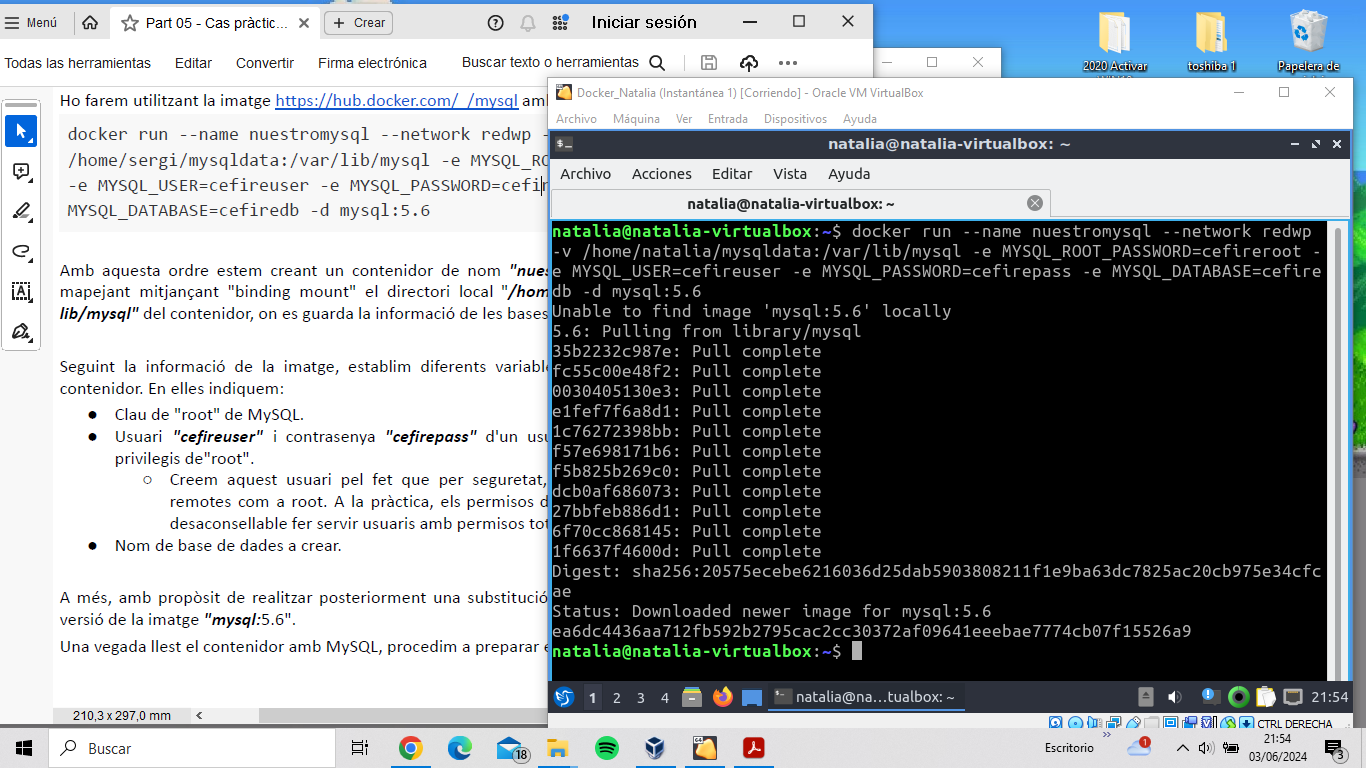 Menú
Part 05 - Cas pràctic...
Crear
Iniciar sesión
Todas las herramientas
Editar
Convertir
Firma electrónica
Buscar texto o herramientas
Ho farem utilitzant la imatge https://hub.docker.com/_/mysql amb
docker run --name nuestromysql --network redwp -
/home/sergi/mysqldata:/var/lib/mysql -e MYSQL_RO
-e MYSQL_USER=cefireuser -e MYSQL_PASSWORD=cefir
MYSQL_DATABASE=cefiredb -d mysql:5.6
Amb aquesta ordre estem creant un contenidor de nom "nues
mapejant mitjançant "binding mount" el directori local "/hom
lib/mysql" del contenidor, on es guarda la informació de les bases
Seguint la informació de la imatge, establim diferents variable
contenidor. En elles indiquem:
● Clau de "root" de MySQL.
● Usuari "cefireuser" i contrasenya "cefirepass" d'un usu
privilegis de"root".
○ Creem aquest usuari pel fet que per seguretat,
remotes com a root. A la pràctica, els permisos d
desaconsellable fer servir usuaris amb permisos tot
● Nom de base de dades a crear.
A més, amb propòsit de realitzar posteriorment una substitució
versió de la imatge "mysql:5.6".
Una vegada llest el contenidor amb MySQL, procedim a preparar e
210,3 x 297,0 mm
2020 Activar
toshiba 1
Papelera de
Docker_Natalia (Instantánea 1) [Corriendo] - Oracle VM VirtualBox
Archivo Máquina Ver Entrada Dispositivos Ayuda
natalia@natalia-virtualbox: ~
Archivo Acciones Editar Vista Ayuda
natalia@natalia-virtualbox: ~
natalia@natalia-virtualbox:~$ docker run --name nuestromysql --network redwp
-v /home/natalia/mysqldata:/var/lib/mysql -e MYSQL_ROOT_PASSWORD=cefireroot -
e MYSQL_USER=cefireuser -e MYSQL_PASSWORD=cefirepass -e MYSQL_DATABASE=cefire
db -d mysql:5.6
Unable to find image 'mysql:5.6' locally
5.6: Pulling from library/mysql
35b2232c987e: Pull complete
fc55c00e48f2: Pull complete
0030405130e3: Pull complete
e1fef7f6a8d1: Pull complete
1c76272398bb: Pull complete
f57e698171b6: Pull complete
f5b825b269c0: Pull complete
dcb0af686073: Pull complete
27bbfeb886d1: Pull complete
6f70cc868145: Pull complete
1f6637f4600d: Pull complete
Digest: sha256:20575ecebe6216036d25dab5903808211f1e9ba63dc7825ac20cb975e34cfc
ae
Status: Downloaded newer image for mysql:5.6
ea6dc4436aa712fb592b2795cac2cc30372af09641eeebae7774cb07f15526a9
natalia@natalia-virtualbox:~$
1 2 3 4
natalia@na...tualbox: ~
21:54
CTRL DERECHA
Buscar
18
Escritorio
1
21:54
03/06/2024
3